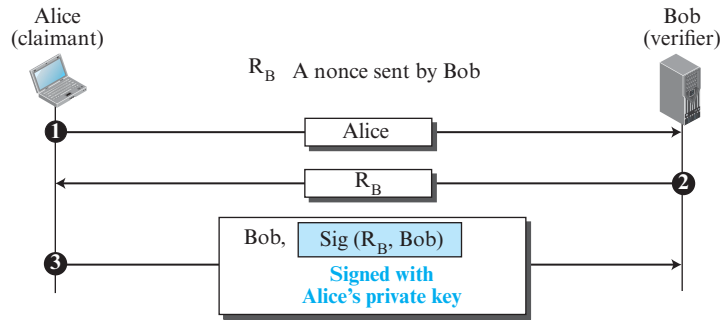 Alice
(claimant)
Bob
(verifier)
R_B A nonce sent by Bob
1
Alice
R_B
2
Bob, Sig (R_B, Bob)
3
Signed with
Alice's private key